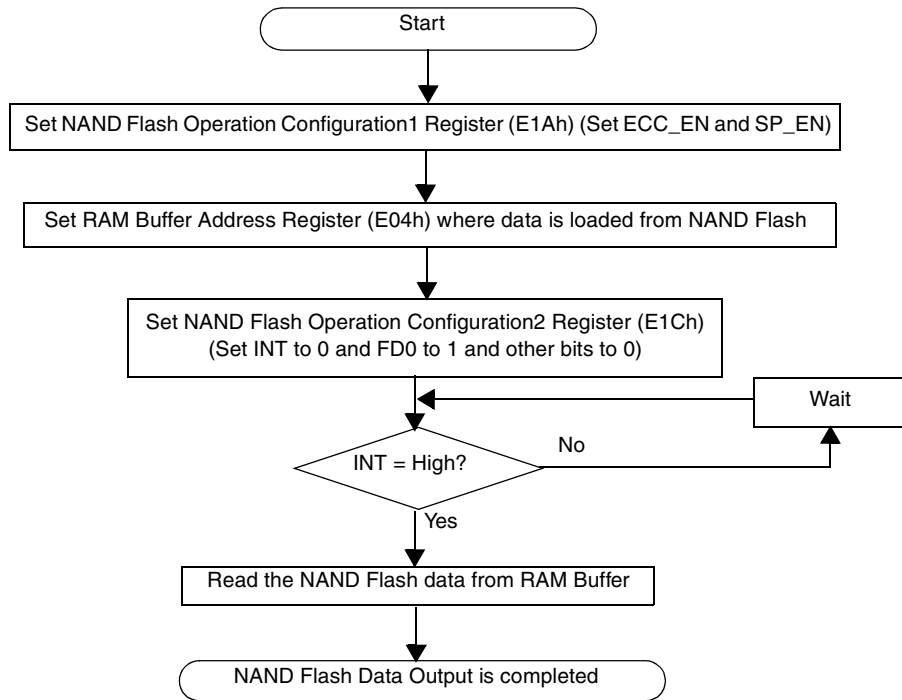 Start
Set NAND Flash Operation Configuration1 Register (E1Ah) (Set ECC_EN and SP_EN)
Set RAM Buffer Address Register (E04h) where data is loaded from NAND Flash
Set NAND Flash Operation Configuration2 Register (E1Ch)
(Set INT to 0 and FD0 to 1 and other bits to 0)
Wait
INT = High?
No
Yes
Read the NAND Flash data from RAM Buffer
NAND Flash Data Output is completed